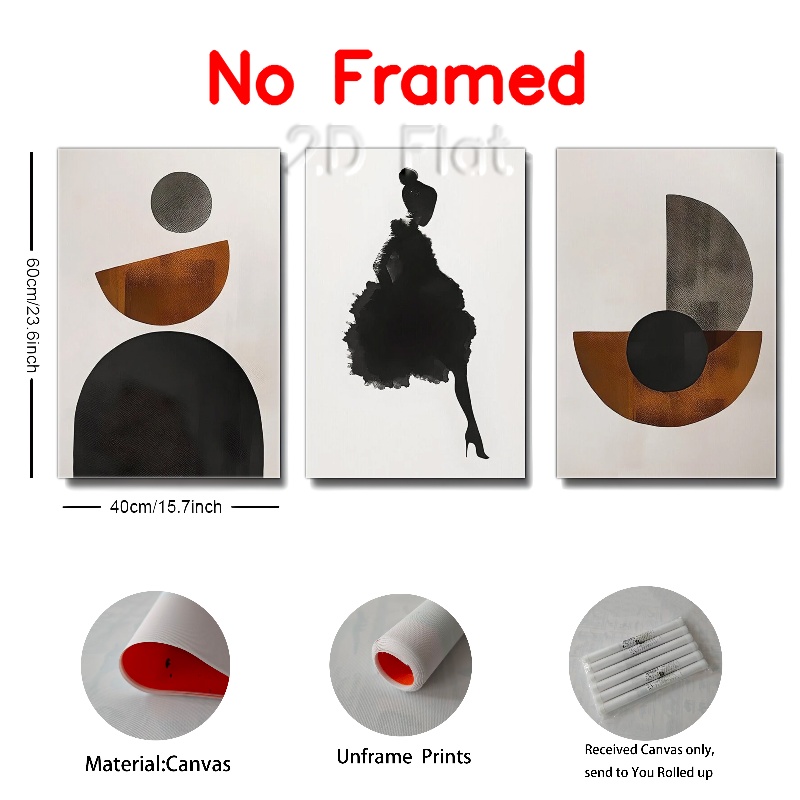 No Framed
2D Flat
60cm/23.6inch
40cm/15.7inch
Material:Canvas
Unframe Prints
Received Canvas only,
send to You Rolled up